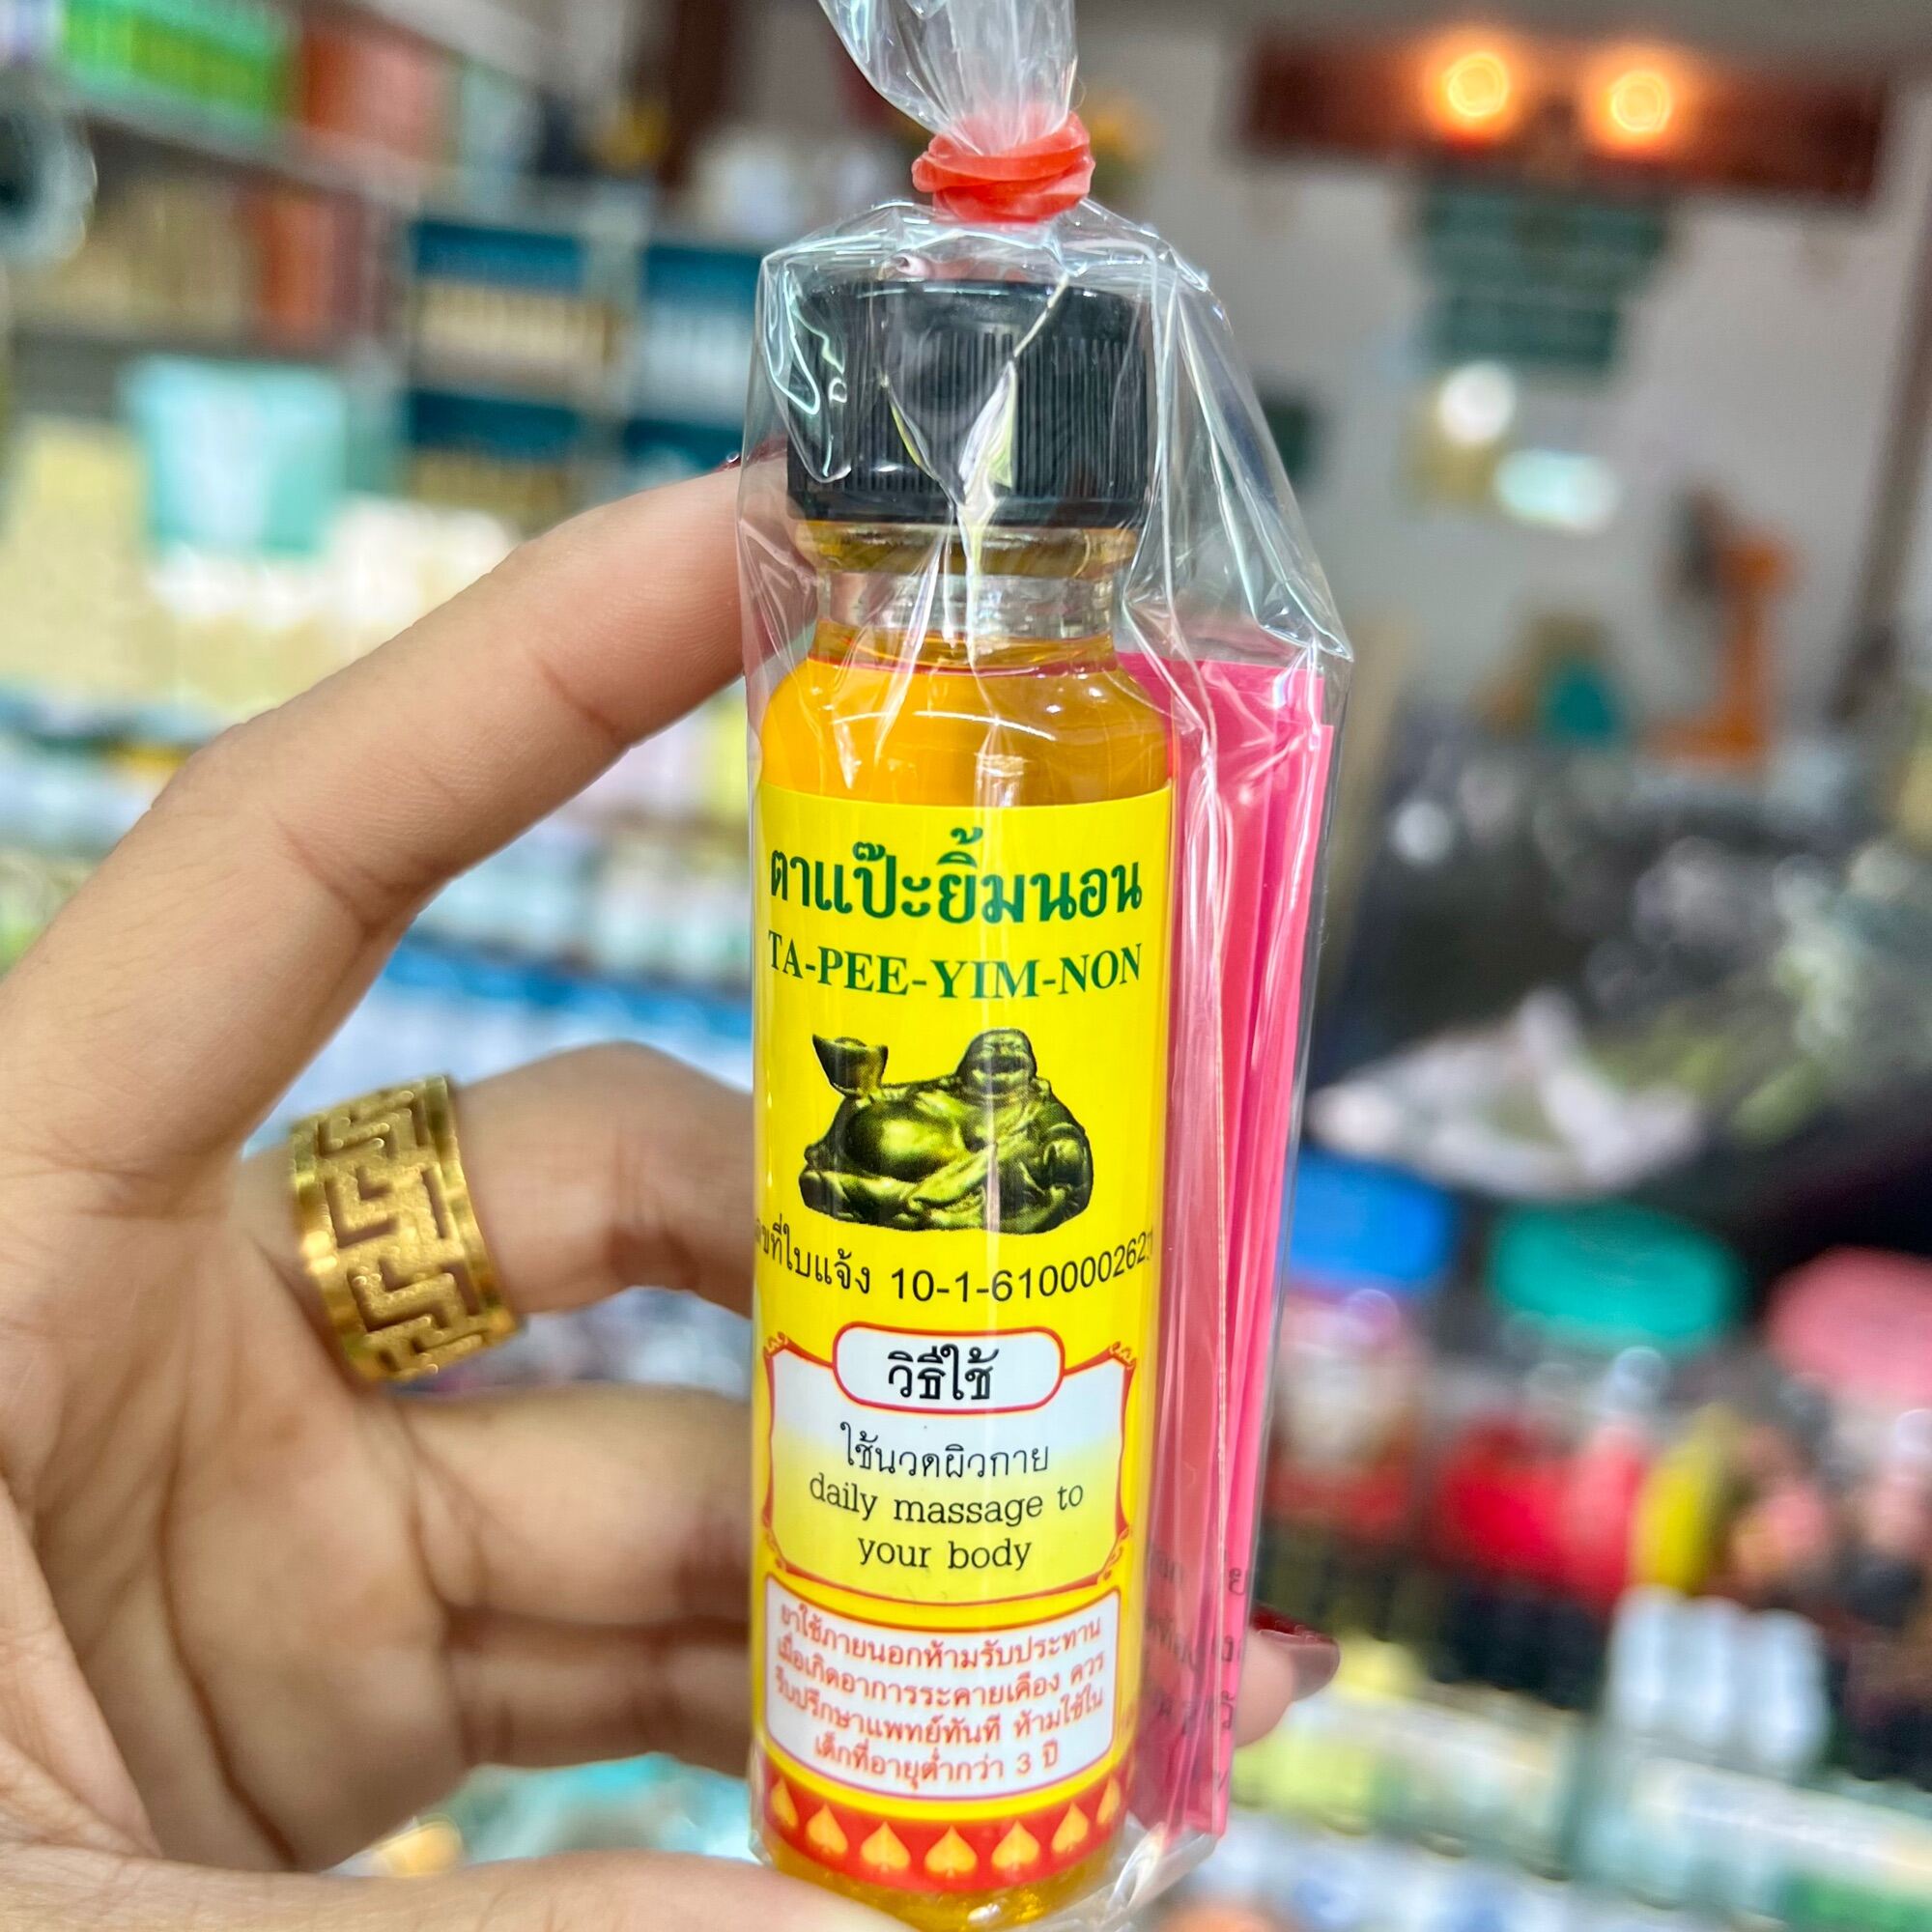 ตาแป๊ะยิ้มนอน
TA-PEE-YIM-NON
10-1-6100002621
วิธีใช้
ใช้นวดผิวกาย
daily massage to
your body
ยาใช้ภายนอกห้ามรับประทาน
เมื่อเกิดอาการระคายเคือง ควร
รับปรึกษาแพทย์ทันที ห้ามใช้ใน
เด็กที่อายุต่ำกว่า 3 ปี